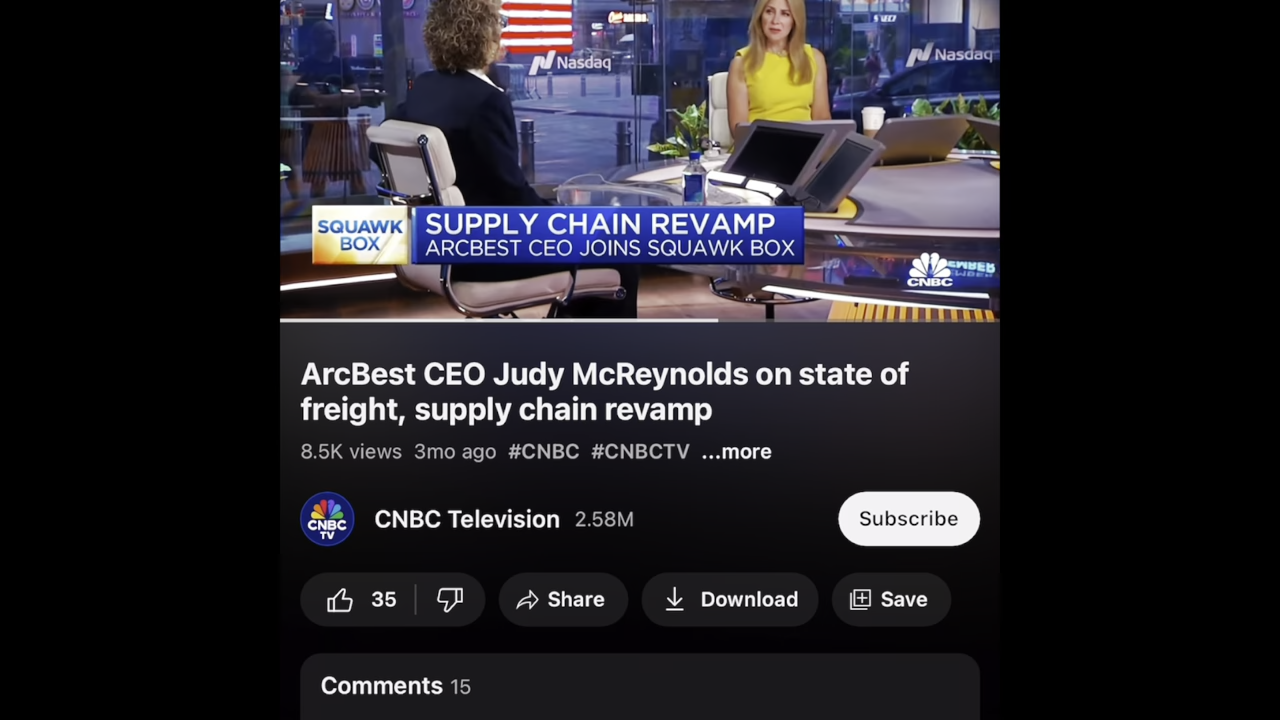 Nasdaq
Nasdaq
SQUAWK
BOX
SUPPLY CHAIN REVAMP
ARCBEST CEO JOINS SQUAWK BOX
CNBC
ArcBest CEO Judy McReynolds on state of
freight, supply chain revamp
8.5K views 3mo ago #CNBC #CNBCTV ...more
CNBC
TV
CNBC Television 2.58M
Subscribe
35
Share
Download
Save
Comments 15